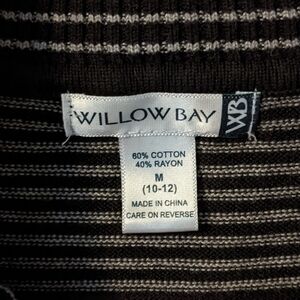 WILLOW BAY
WB
60% COTTON
40% RAYON
M
(10-12)
MADE IN CHINA
CARE ON REVERSE